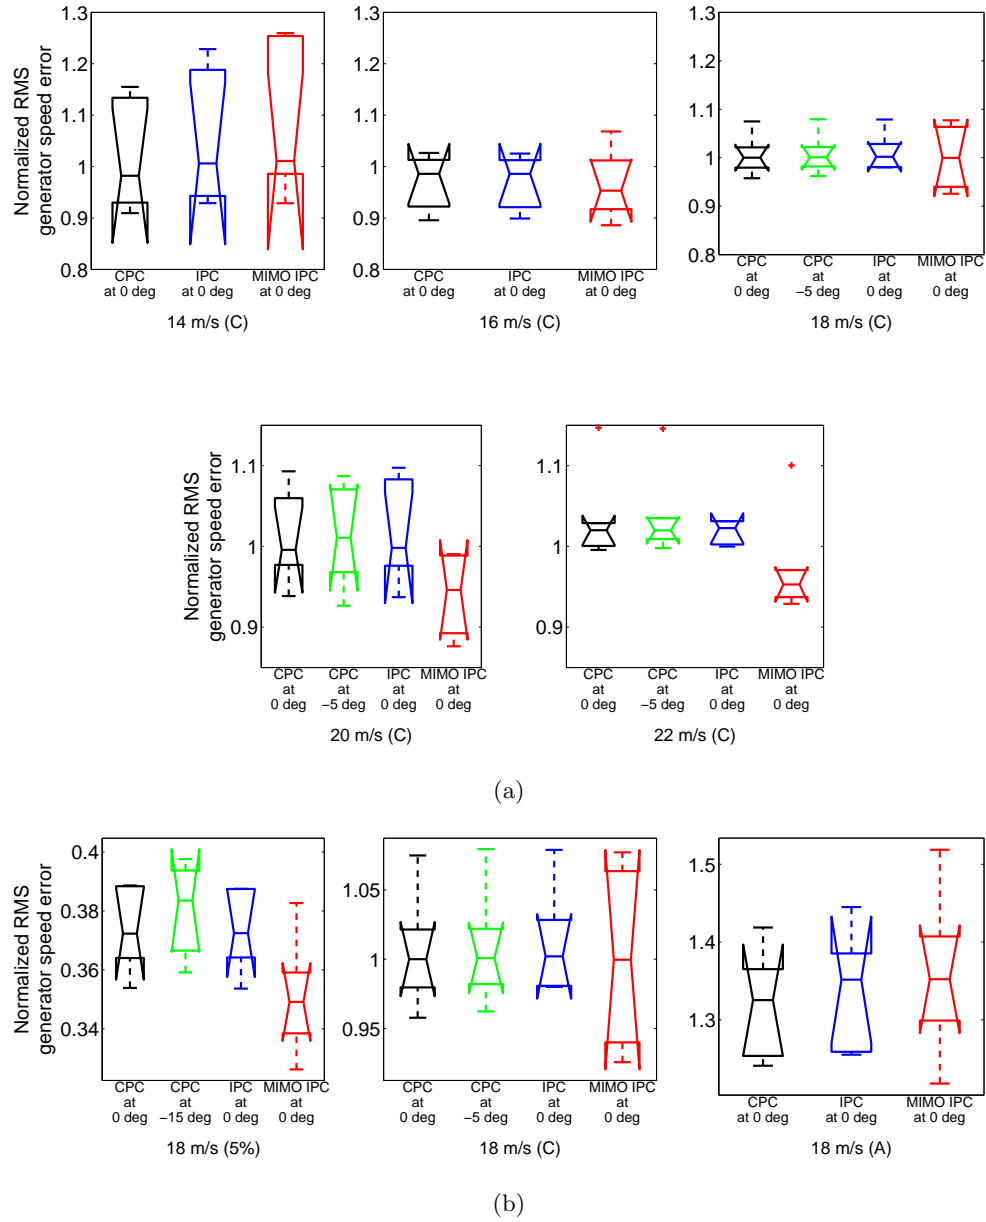 Normalized RMS
generator speed error
1.3
1.2
1.1
1
0.9
0.8
CPC
at 0 deg
IPC
at 0 deg
MIMO IPC
at 0 deg
14 m/s (C)
1.3
1.2
1.1
1
0.9
0.8
CPC
at 0 deg
IPC
at 0 deg
MIMO IPC
at 0 deg
16 m/s (C)
1.3
1.2
1.1
1
0.9
0.8
CPC
at
0 deg
CPC
at
−5 deg
IPC
at
0 deg
MIMO IPC
at
0 deg
18 m/s (C)
Normalized RMS
generator speed error
1.1
1
0.9
CPC
at
0 deg
CPC
at
−5 deg
IPC
at
0 deg
MIMO IPC
at
0 deg
20 m/s (C)
1.1
1
0.9
CPC
at
0 deg
CPC
at
−5 deg
IPC
at
0 deg
MIMO IPC
at
0 deg
22 m/s (C)
(a)
Normalized RMS
generator speed error
0.4
0.38
0.36
0.34
CPC
at
0 deg
CPC
at
−15 deg
IPC
at
0 deg
MIMO IPC
at
0 deg
18 m/s (5%)
1.05
1
0.95
CPC
at
0 deg
CPC
at
−5 deg
IPC
at
0 deg
MIMO IPC
at
0 deg
18 m/s (C)
1.5
1.4
1.3
CPC
at 0 deg
IPC
at 0 deg
MIMO IPC
at 0 deg
18 m/s (A)
(b)